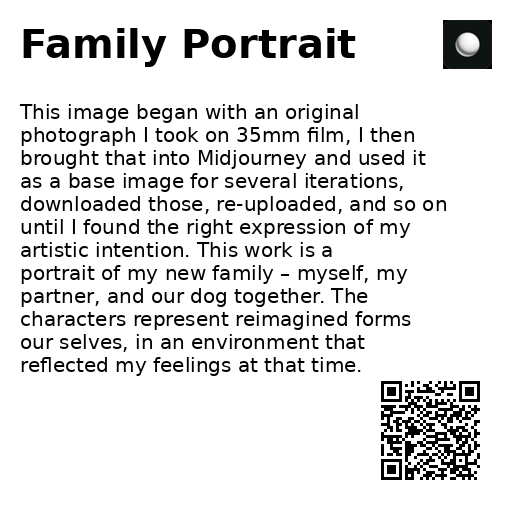 Family Portrait
This image began with an original
photograph I took on 35mm film, I then
brought that into Midjourney and used it
as a base image for several iterations,
downloaded those, re-uploaded, and so on
until I found the right expression of my
artistic intention. This work is a
portrait of my new family – myself, my
partner, and our dog together. The
characters represent reimagined forms
our selves, in an environment that
reflected my feelings at that time.